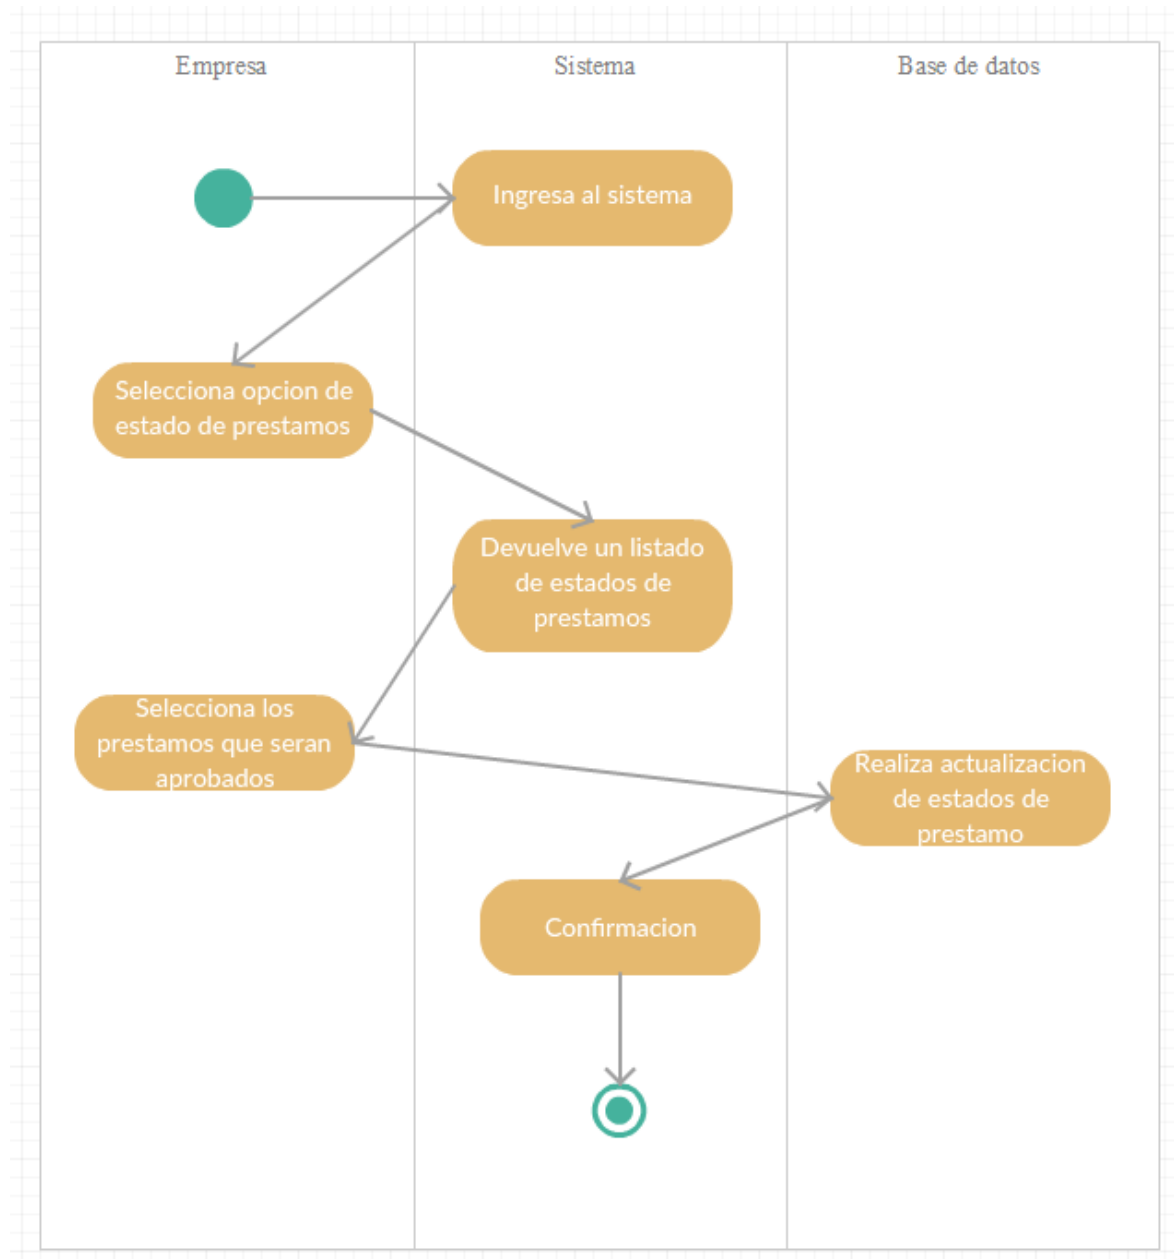 Empresa
Sistema
Base de datos
Ingresa al sistema
Selecciona opcion de
estado de prestamos
Devuelve un listado
de estados de
prestamos
Selecciona los
prestamos que seran
aprobados
Realiza actualizacion
de estados de
prestamo
Confirmacion